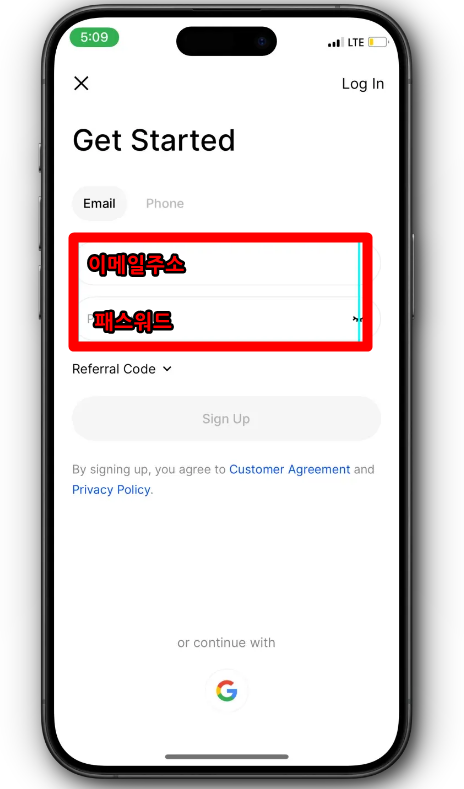 5:09
LTE
Log In
Get Started
Email Phone
이메일주소
패스워드
Referral Code
Sign Up
By signing up, you agree to Customer Agreement and
Privacy Policy.
or continue with